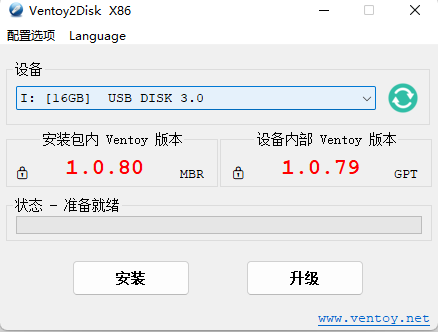 Ventoy2Disk X86
配置选项 Language
设备
I: [16GB] USB DISK 3.0
安装包内 Ventoy 版本 设备内部 Ventoy 版本
1.0.80 MBR 1.0.79 GPT
状态 - 准备就绪
安装 升级
www.ventoy.net